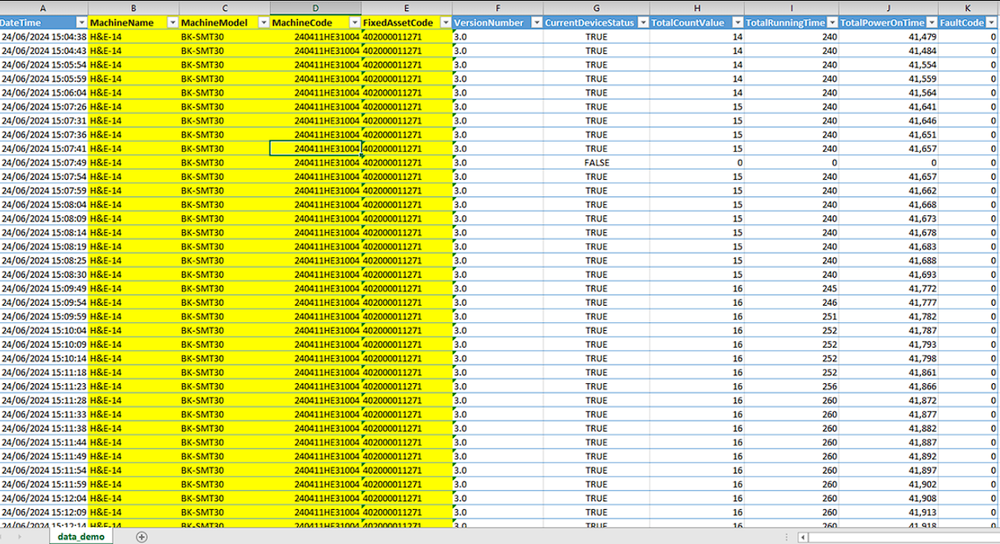 A B C D E F G H I J K
DateTime MachineName MachineModel MachineCode FixedAssetCode VersionNumber CurrentDeviceStatus TotalCountValue TotalRunningTime TotalPowerOnTime FaultCode
24/06/2024 15:04:38 H&E-14 BK-SMT30 240411HE31004 402000011271 3.0 TRUE 14 240 41,479 0
24/06/2024 15:04:43 H&E-14 BK-SMT30 240411HE31004 402000011271 3.0 TRUE 14 240 41,484 0
24/06/2024 15:05:54 H&E-14 BK-SMT30 240411HE31004 402000011271 3.0 TRUE 14 240 41,554 0
24/06/2024 15:05:59 H&E-14 BK-SMT30 240411HE31004 402000011271 3.0 TRUE 14 240 41,559 0
24/06/2024 15:06:04 H&E-14 BK-SMT30 240411HE31004 402000011271 3.0 TRUE 14 240 41,564 0
24/06/2024 15:07:26 H&E-14 BK-SMT30 240411HE31004 402000011271 3.0 TRUE 15 240 41,641 0
24/06/2024 15:07:31 H&E-14 BK-SMT30 240411HE31004 402000011271 3.0 TRUE 15 240 41,646 0
24/06/2024 15:07:36 H&E-14 BK-SMT30 240411HE31004 402000011271 3.0 TRUE 15 240 41,651 0
24/06/2024 15:07:41 H&E-14 BK-SMT30 240411HE31004 402000011271 3.0 TRUE 15 240 41,657 0
24/06/2024 15:07:49 H&E-14 BK-SMT30 240411HE31004 402000011271 3.0 FALSE 0 0 0 0
24/06/2024 15:07:54 H&E-14 BK-SMT30 240411HE31004 402000011271 3.0 TRUE 15 240 41,657 0
24/06/2024 15:07:59 H&E-14 BK-SMT30 240411HE31004 402000011271 3.0 TRUE 15 240 41,662 0
24/06/2024 15:08:04 H&E-14 BK-SMT30 240411HE31004 402000011271 3.0 TRUE 15 240 41,668 0
24/06/2024 15:08:09 H&E-14 BK-SMT30 240411HE31004 402000011271 3.0 TRUE 15 240 41,673 0
24/06/2024 15:08:14 H&E-14 BK-SMT30 240411HE31004 402000011271 3.0 TRUE 15 240 41,678 0
24/06/2024 15:08:19 H&E-14 BK-SMT30 240411HE31004 402000011271 3.0 TRUE 15 240 41,683 0
24/06/2024 15:08:25 H&E-14 BK-SMT30 240411HE31004 402000011271 3.0 TRUE 15 240 41,688 0
24/06/2024 15:08:30 H&E-14 BK-SMT30 240411HE31004 402000011271 3.0 TRUE 15 240 41,693 0
24/06/2024 15:09:49 H&E-14 BK-SMT30 240411HE31004 402000011271 3.0 TRUE 16 245 41,772 0
24/06/2024 15:09:54 H&E-14 BK-SMT30 240411HE31004 402000011271 3.0 TRUE 16 246 41,777 0
24/06/2024 15:09:59 H&E-14 BK-SMT30 240411HE31004 402000011271 3.0 TRUE 16 251 41,782 0
24/06/2024 15:10:04 H&E-14 BK-SMT30 240411HE31004 402000011271 3.0 TRUE 16 252 41,787 0
24/06/2024 15:10:09 H&E-14 BK-SMT30 240411HE31004 402000011271 3.0 TRUE 16 252 41,793 0
24/06/2024 15:10:14 H&E-14 BK-SMT30 240411HE31004 402000011271 3.0 TRUE 16 252 41,798 0
24/06/2024 15:11:18 H&E-14 BK-SMT30 240411HE31004 402000011271 3.0 TRUE 16 252 41,861 0
24/06/2024 15:11:23 H&E-14 BK-SMT30 240411HE31004 402000011271 3.0 TRUE 16 256 41,866 0
24/06/2024 15:11:28 H&E-14 BK-SMT30 240411HE31004 402000011271 3.0 TRUE 16 260 41,872 0
24/06/2024 15:11:33 H&E-14 BK-SMT30 240411HE31004 402000011271 3.0 TRUE 16 260 41,877 0
24/06/2024 15:11:38 H&E-14 BK-SMT30 240411HE31004 402000011271 3.0 TRUE 16 260 41,882 0
24/06/2024 15:11:44 H&E-14 BK-SMT30 240411HE31004 402000011271 3.0 TRUE 16 260 41,887 0
24/06/2024 15:11:49 H&E-14 BK-SMT30 240411HE31004 402000011271 3.0 TRUE 16 260 41,892 0
24/06/2024 15:11:54 H&E-14 BK-SMT30 240411HE31004 402000011271 3.0 TRUE 16 260 41,897 0
24/06/2024 15:11:59 H&E-14 BK-SMT30 240411HE31004 402000011271 3.0 TRUE 16 260 41,902 0
24/06/2024 15:12:04 H&E-14 BK-SMT30 240411HE31004 402000011271 3.0 TRUE 16 260 41,908 0
24/06/2024 15:12:09 H&E-14 BK-SMT30 240411HE31004 402000011271 3.0 TRUE 16 260 41,913 0
24/06/2024 15:12:14 H&E-14 BK-SMT30 240411HE31004 402000011271 3.0 TRUE 16 260 41,918 0
data_demo